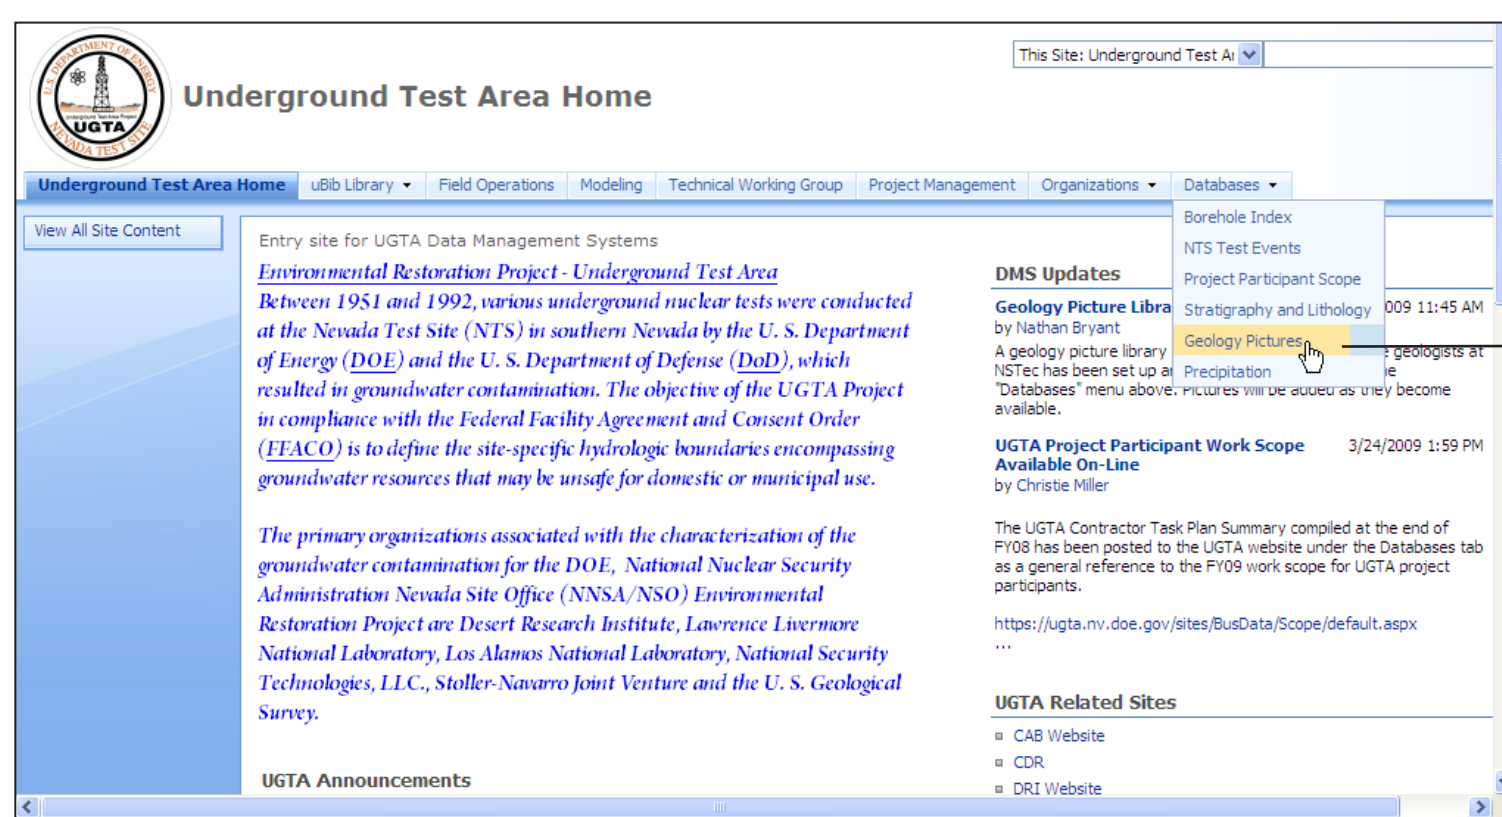 U.S. DEPARTMENT OF ENERGY
Underground Test Area Project
UGTA
NEVADA TEST SITE
This Site: Underground Test Ar
Underground Test Area Home
Underground Test Area Home uBib Library Field Operations Modeling Technical Working Group Project Management Organizations Databases
View All Site Content
Borehole Index
NTS Test Events
Project Participant Scope
Stratigraphy and Lithology
Geology Pictures
Precipitation
Entry site for UGTA Data Management Systems
Environmental Restoration Project - Underground Test Area
Between 1951 and 1992, various underground nuclear tests were conducted
at the Nevada Test Site (NTS) in southern Nevada by the U. S. Department
of Energy (DOE) and the U. S. Department of Defense (DoD), which
resulted in groundwater contamination. The objective of the UGTA Project
in compliance with the Federal Facility Agreement and Consent Order
(FFACO) is to define the site-specific hydrologic boundaries encompassing
groundwater resources that may be unsafe for domestic or municipal use.
The primary organizations associated with the characterization of the
groundwater contamination for the DOE, National Nuclear Security
Administration Nevada Site Office (NNSA/NSO) Environmental
Restoration Project are Desert Research Institute, Lawrence Livermore
National Laboratory, Los Alamos National Laboratory, National Security
Technologies, LLC., Stoller-Navarro Joint Venture and the U. S. Geological
Survey.
UGTA Announcements
DMS Updates
Geology Picture Libra 009 11:45 AM
by Nathan Bryant
A geology picture library geologists at
NSTec has been set up a
"Databases" menu above. Pictures will be added as they become
available.
UGTA Project Participant Work Scope 3/24/2009 1:59 PM
Available On-Line
by Christie Miller
The UGTA Contractor Task Plan Summary compiled at the end of
FY08 has been posted to the UGTA website under the Databases tab
as a general reference to the FY09 work scope for UGTA project
participants.
https://ugta.nv.doe.gov/sites/BusData/Scope/default.aspx
...
UGTA Related Sites
CAB Website
CDR
DRI Website